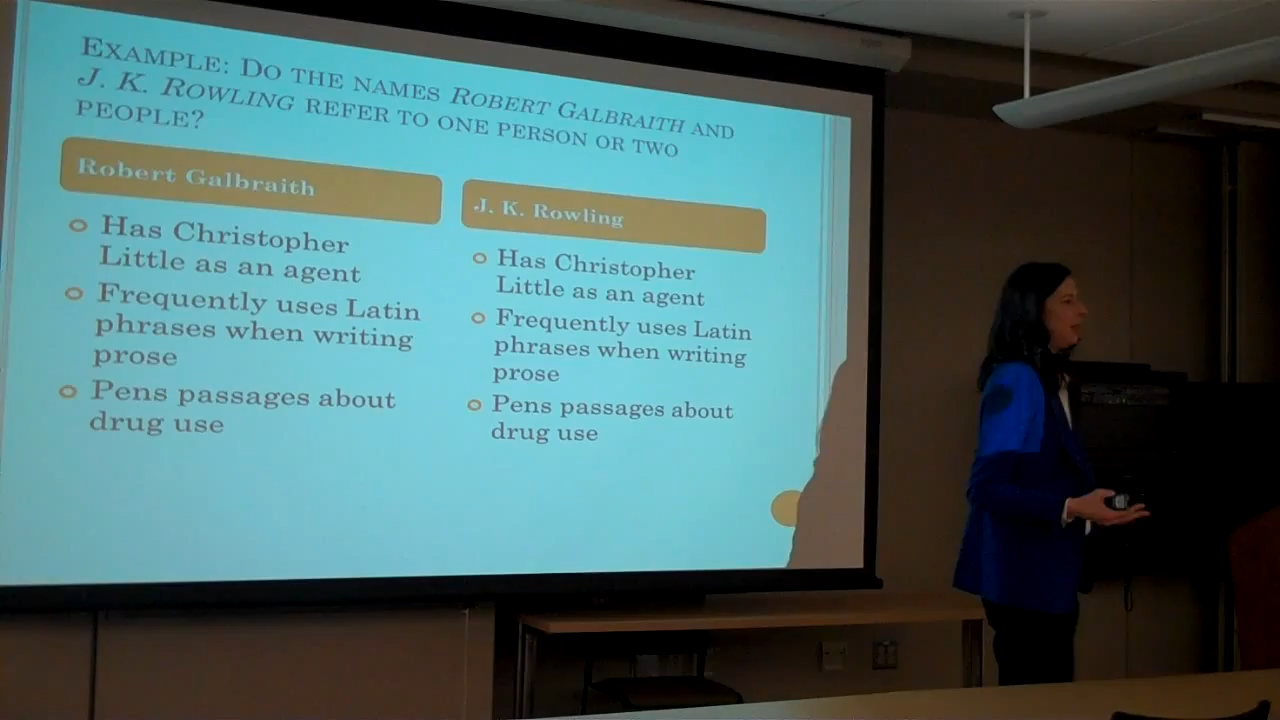 EXAMPLE: DO THE NAMES ROBERT GALBRAITH AND
J. K. ROWLING REFER TO ONE PERSON OR TWO
PEOPLE?
Robert Galbraith
Has Christopher
Little as an agent
Frequently uses Latin
phrases when writing
prose
Pens passages about
drug use
J. K. Rowling
Has Christopher
Little as an agent
Frequently uses Latin
phrases when writing
prose
Pens passages about
drug use